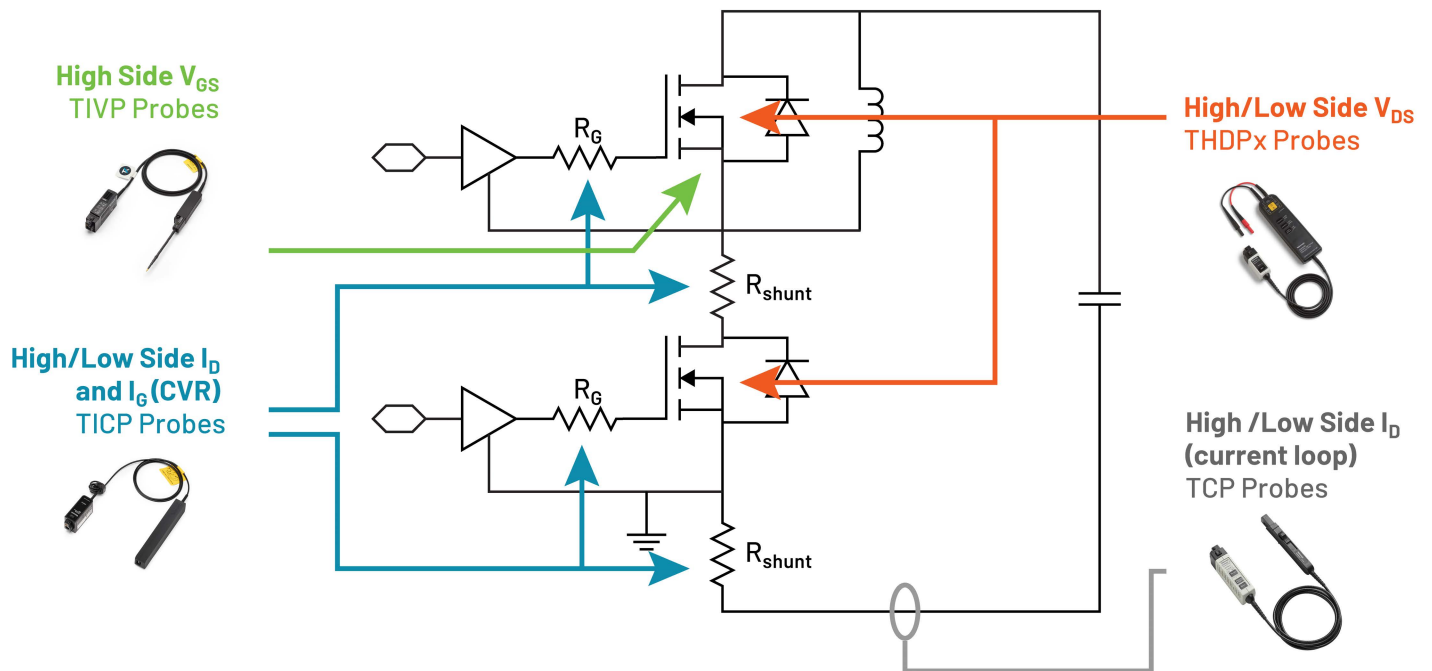 High Side VGS
TIVP Probes
High/Low Side ID
and IG (CVR)
TICP Probes
RG
Rshunt
RG
Rshunt
High/Low Side VDS
THDPx Probes
High /Low Side ID
(current loop)
TCP Probes